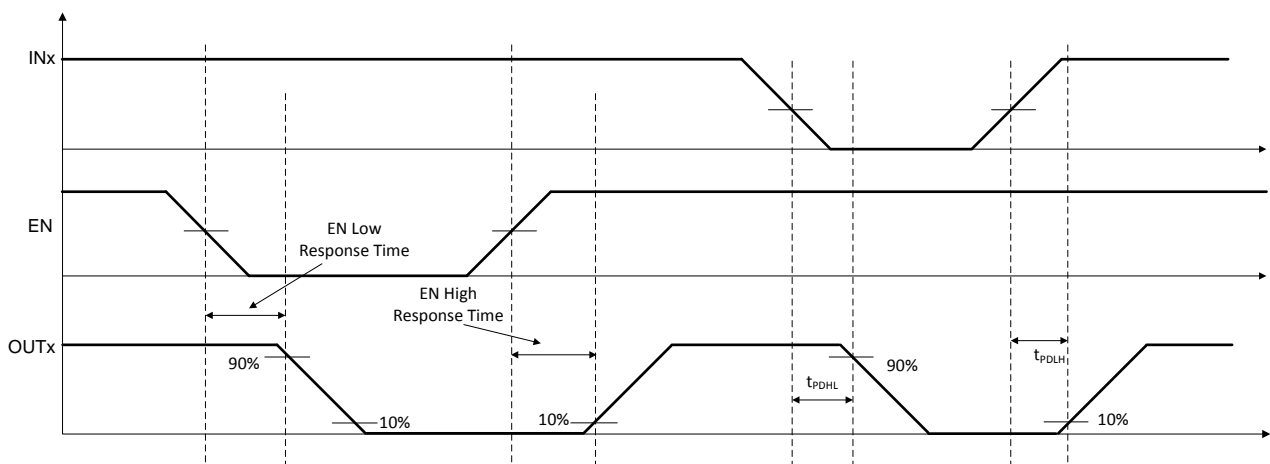 INx
EN
EN Low
Response Time
EN High
Response Time
OUTx
90%
10%
10%
tPDHL
90%
tPDLH
10%